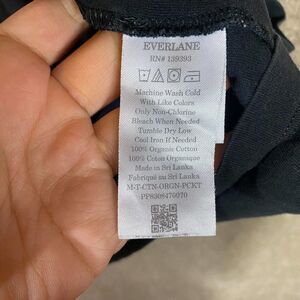 EVERLANE
RN# 139393
Machine Wash Cold
With Like Colors
Only Non-Chlorine
Bleach When Needed
Tumble Dry Low
Cool Iron If Needed
100% Organic Cotton
100% Coton Organique
Made in Sri Lanka
Fabriqué au Sri Lanka
M-T-CTN-ORGN-PCKT
PP8308476070